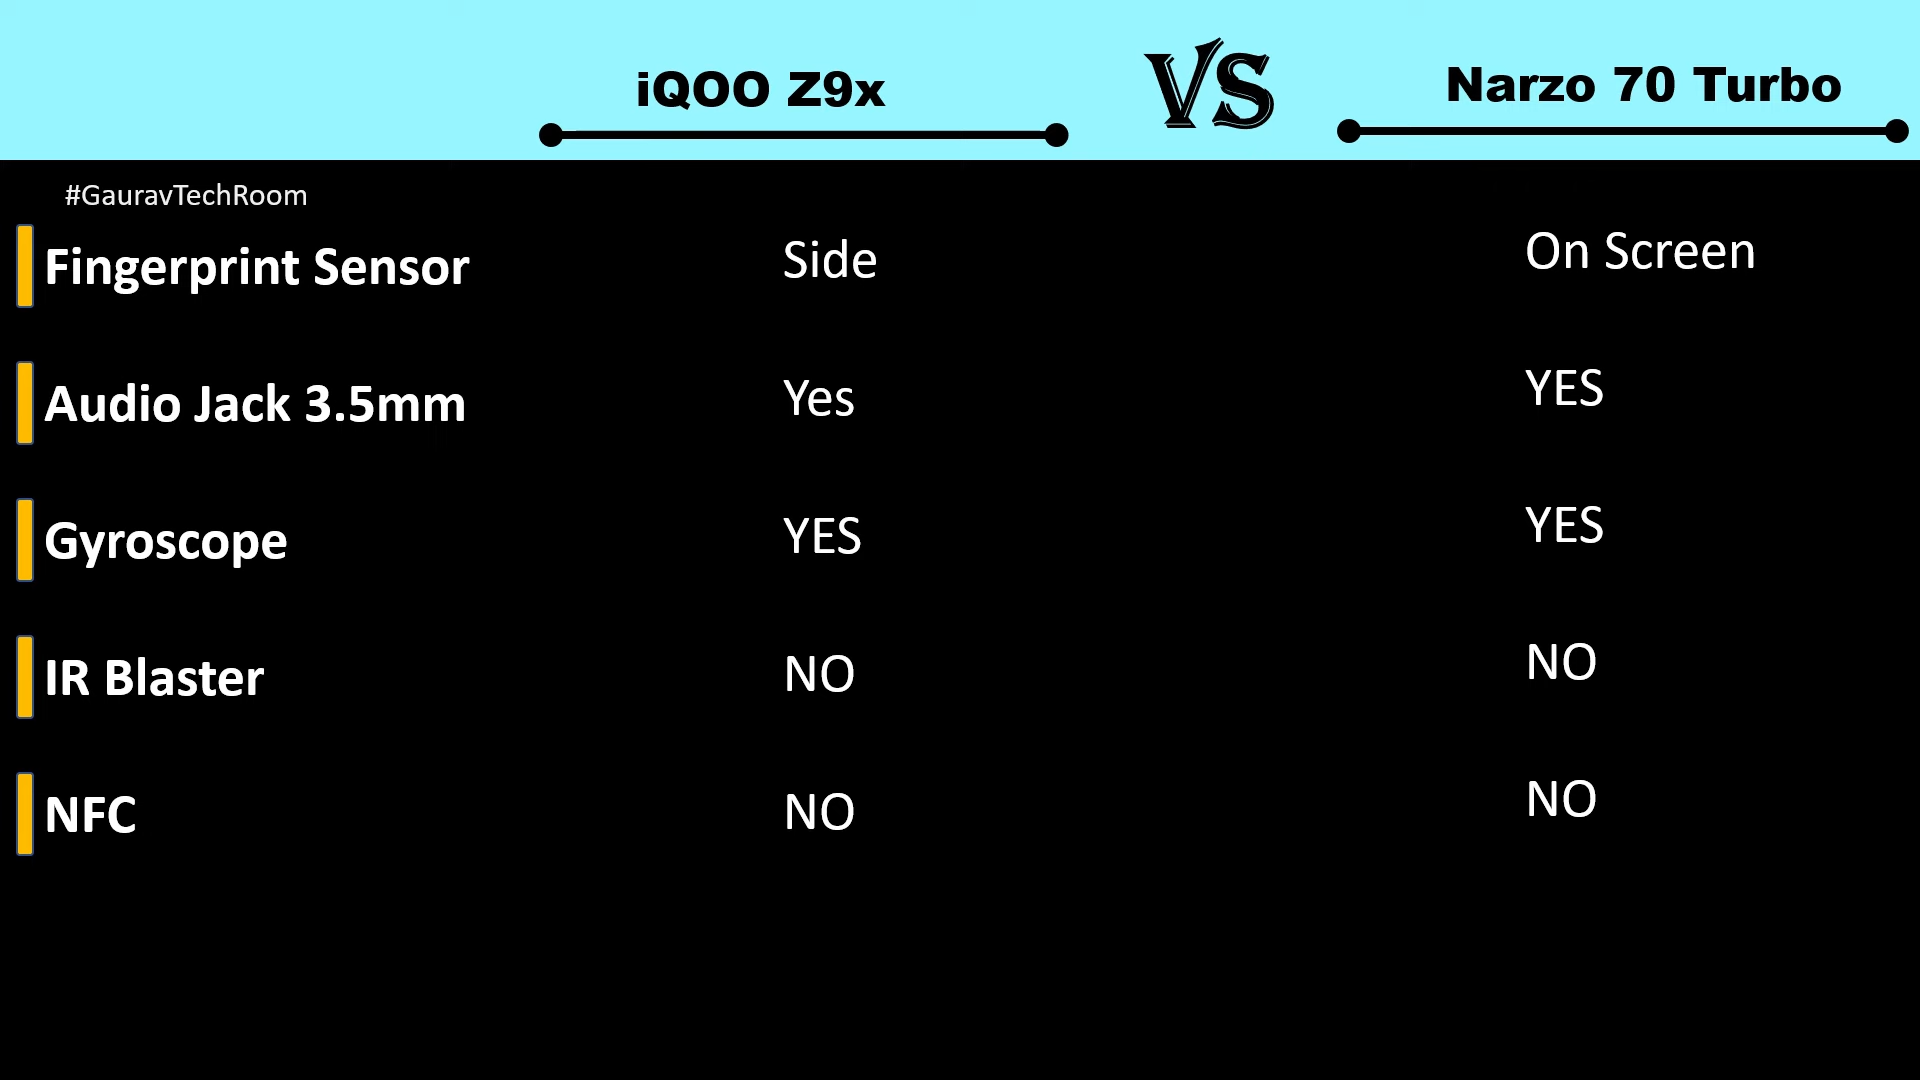 iQOO Z9x VS Narzo 70 Turbo
#GauravTechRoom
Fingerprint Sensor Side On Screen
Audio Jack 3.5mm Yes YES
Gyroscope YES YES
IR Blaster NO NO
NFC NO NO